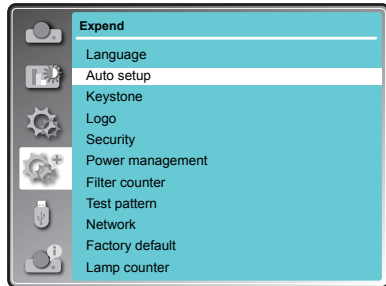 Expend
Language
Auto setup
Keystone
Logo
Security
Power management
Filter counter
Test pattern
Network
Factory default
Lamp counter